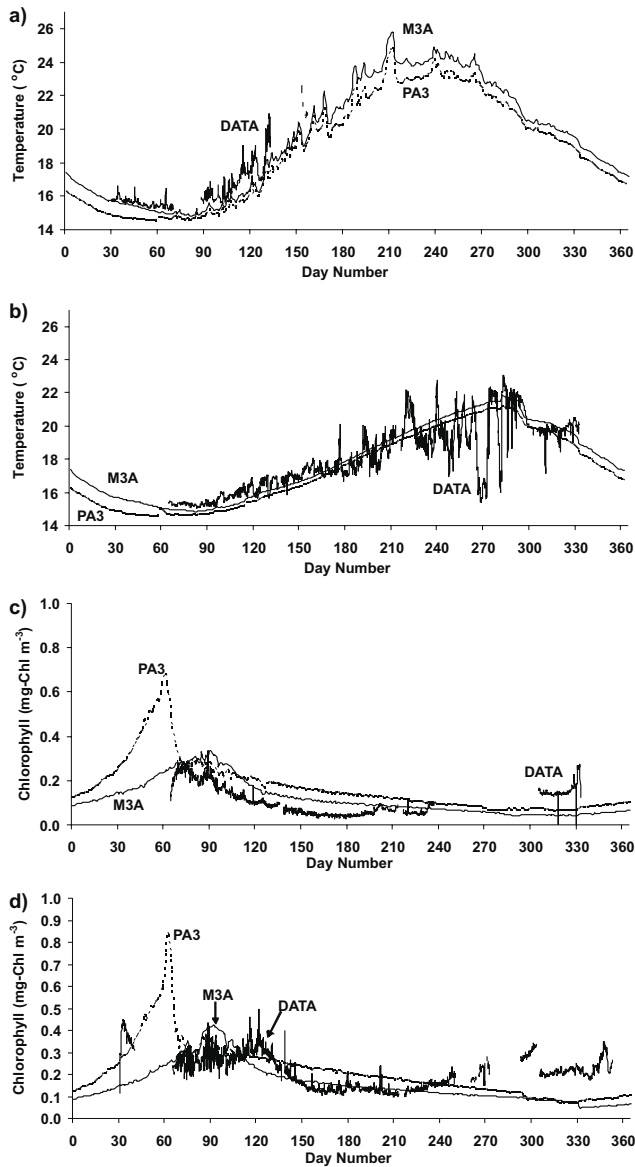 a)
26
M3A
24
22
PA3
20
DATA
18
16
14
0 30 60 90 120 150 180 210 240 270 300 330 360
Temperature ( °C)
Day Number
b)
26
24
22
20
18
M3A
16
PA3
DATA
14
0 30 60 90 120 150 180 210 240 270 300 330 360
Temperature ( °C)
Day Number
c)
1.0
0.8
PA3
0.6
0.4
DATA
0.2
M3A
0.0
0 30 60 90 120 150 180 210 240 270 300 330 360
Chlorophyll (mg-Chl m⁻³)
Day Number
d)
1.0
0.9
PA3
0.8
0.7
0.6
M3A
DATA
0.5
0.4
0.3
0.2
0.1
0.0
0 30 60 90 120 150 180 210 240 270 300 330 360
Chlorophyll (mg-Chl m⁻³)
Day Number